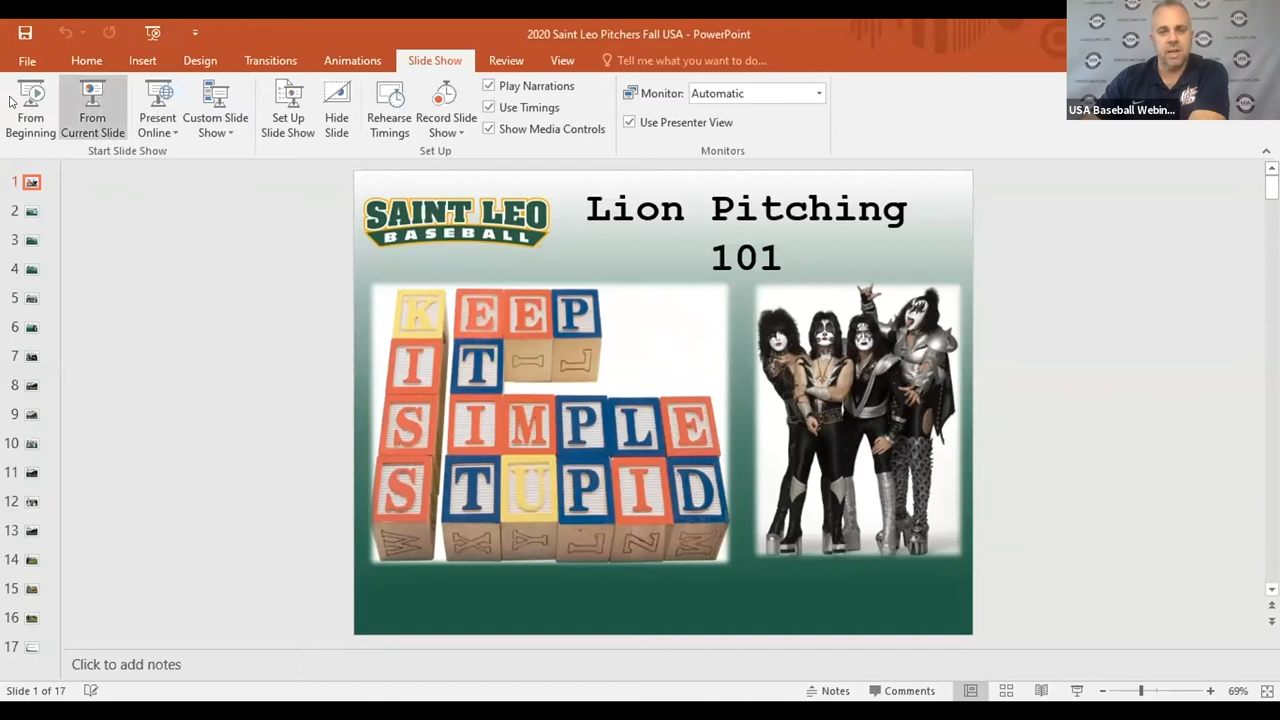 2020 Saint Leo Pitchers Fall USA - PowerPoint
File
Home
Insert
Design
Transitions
Animations
Slide Show
Review
View
Tell me what you want to do...
From Beginning
From Current Slide
Present Online
Custom Slide Show
Start Slide Show
Set Up Slide Show
Hide Slide
Rehearse Timings
Record Slide Show
Play Narrations
Use Timings
Show Media Controls
Set Up
Monitor:
Automatic
Use Presenter View
Monitors
USA Baseball Webin...
1
2
3
4
5
6
7
8
9
10
11
12
13
14
15
16
17
SAINT LEO
BASEBALL
Lion Pitching
101
KEEP
IT
SIMPLE
STUPID
Click to add notes
Slide 1 of 17
Notes
Comments
69%